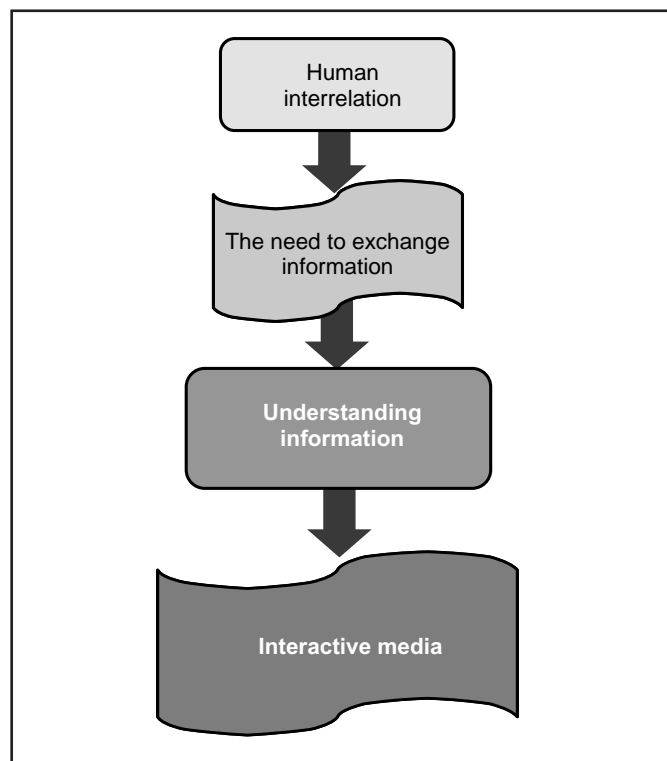 Human
interrelation
The need to exchange
information
Understanding
information
Interactive media